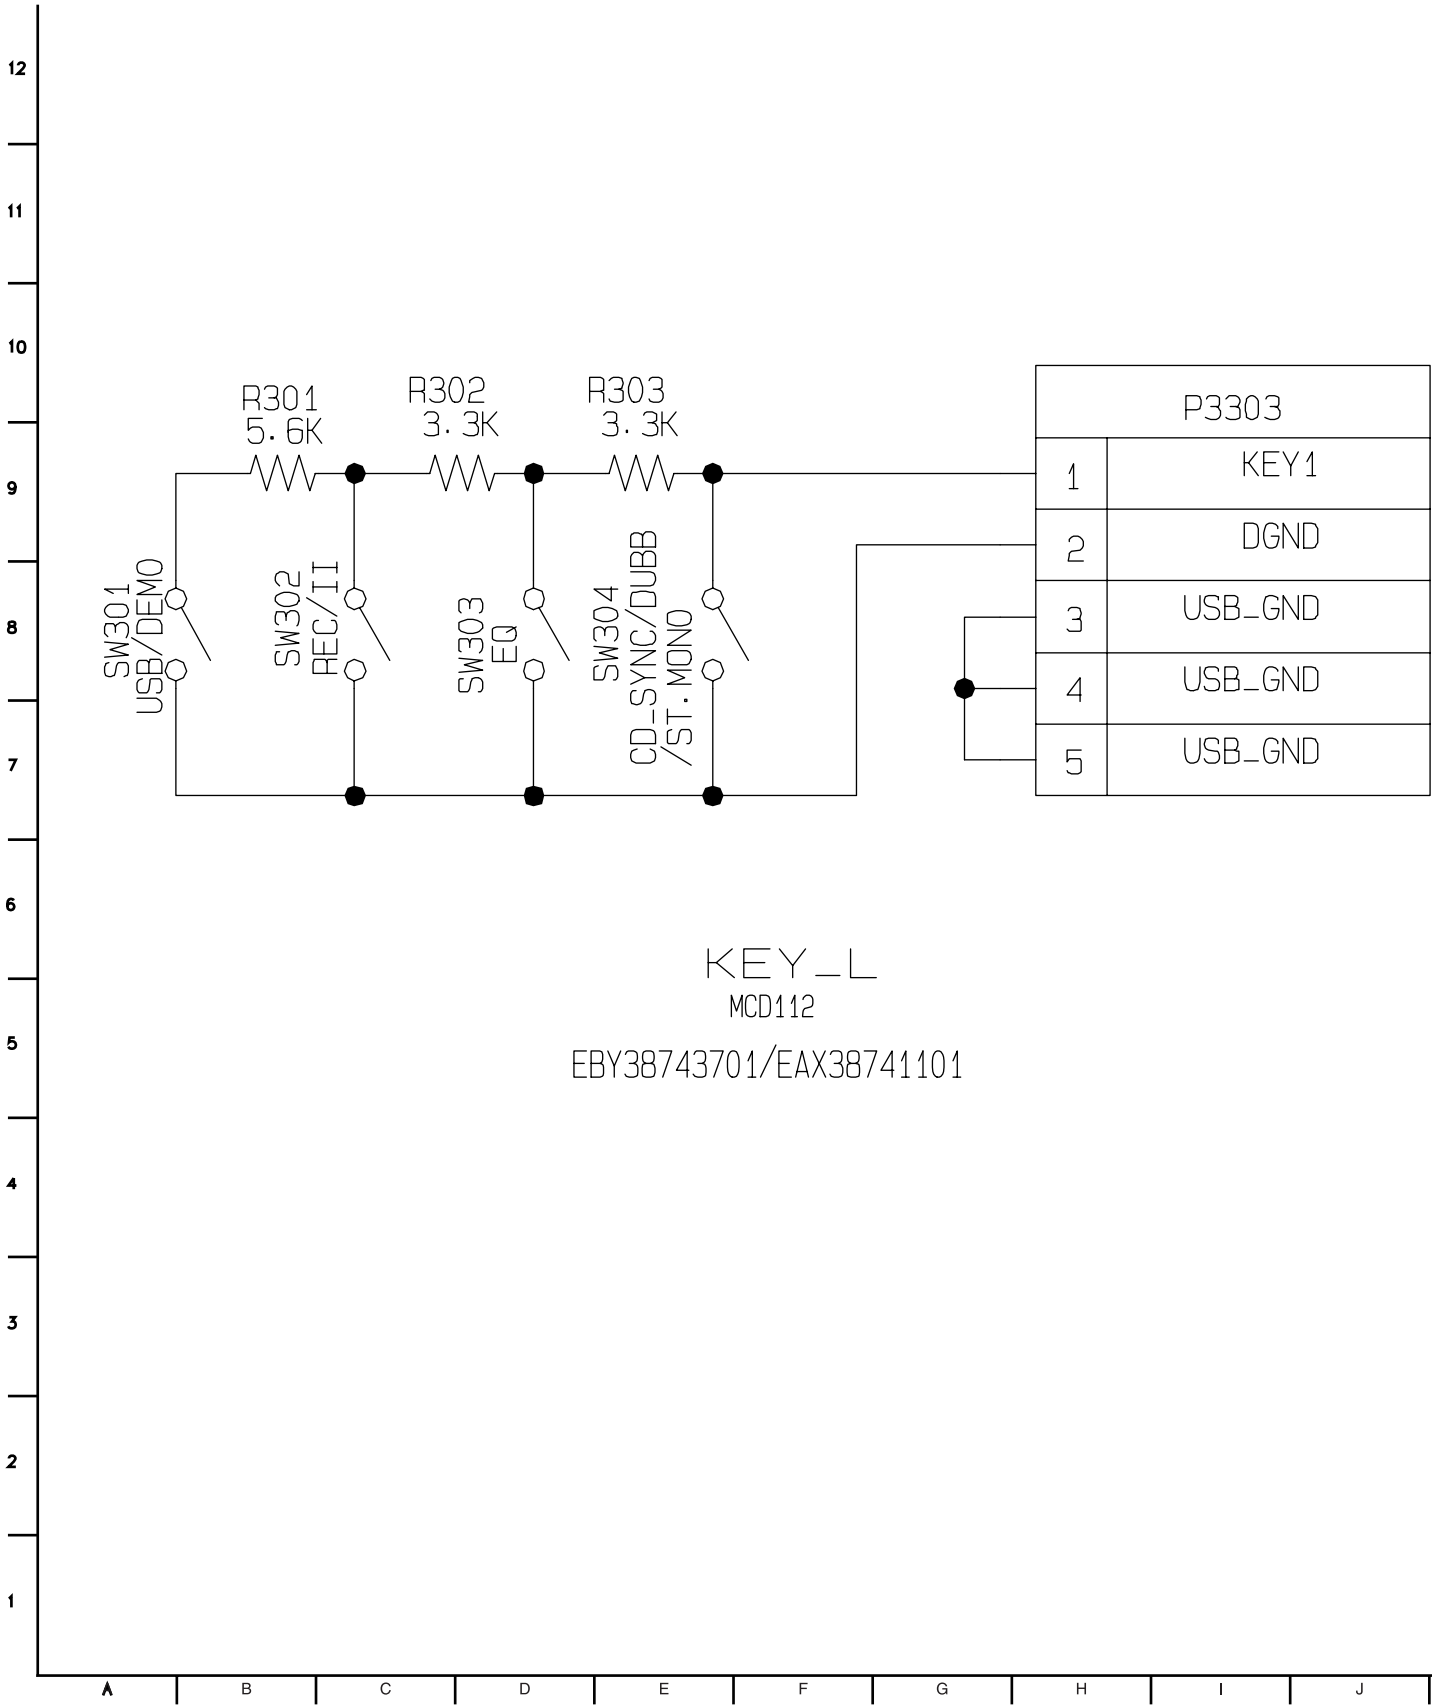 12
11
10
9
8
7
6
5
4
3
2
1
R301
5.6K
R302
3.3K
R303
3.3K
SW301
USB/DEMO
SW302
REC/II
SW303
EQ
SW304
CD_SYNC/DUBB
/ST.MONO
P3303
1 KEY1
2 DGND
3 USB_GND
4 USB_GND
5 USB_GND
KEY_L
MCD112
EBY38743701/EAX38741101
A B C D E F G H I J